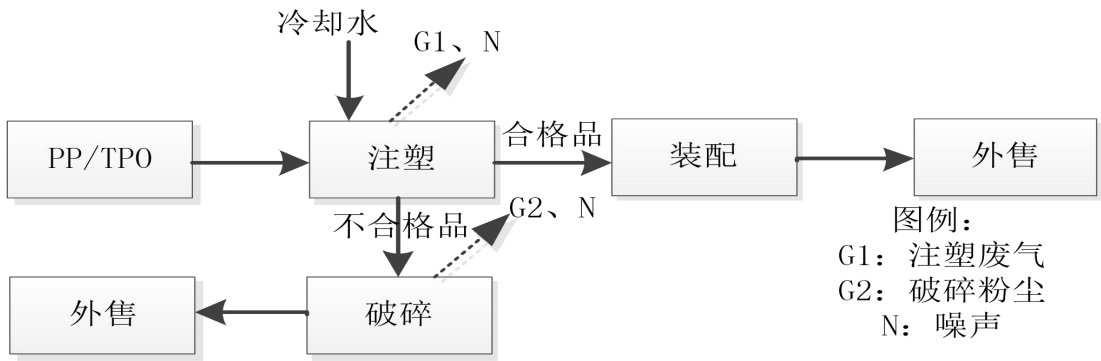 冷却水
G1、N
PP/TPO
注塑
合格品
装配
外售
不合格品
G2、N
外售
破碎
图例：
G1：注塑废气
G2：破碎粉尘
N：噪声